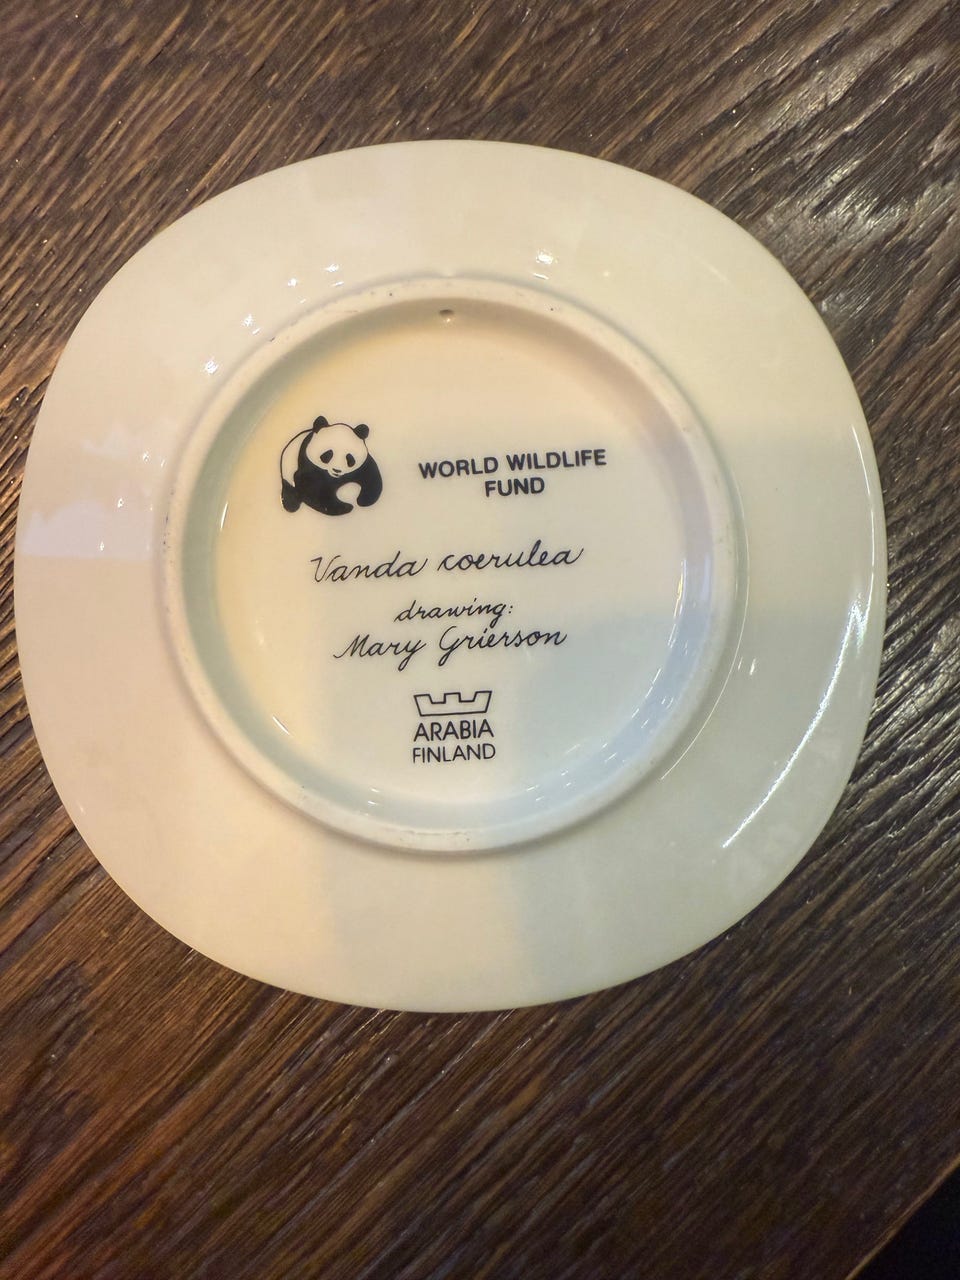 WORLD WILDLIFE
FUND
Vanda coerulea
drawing:
Mary Grierson
ARABIA
FINLAND